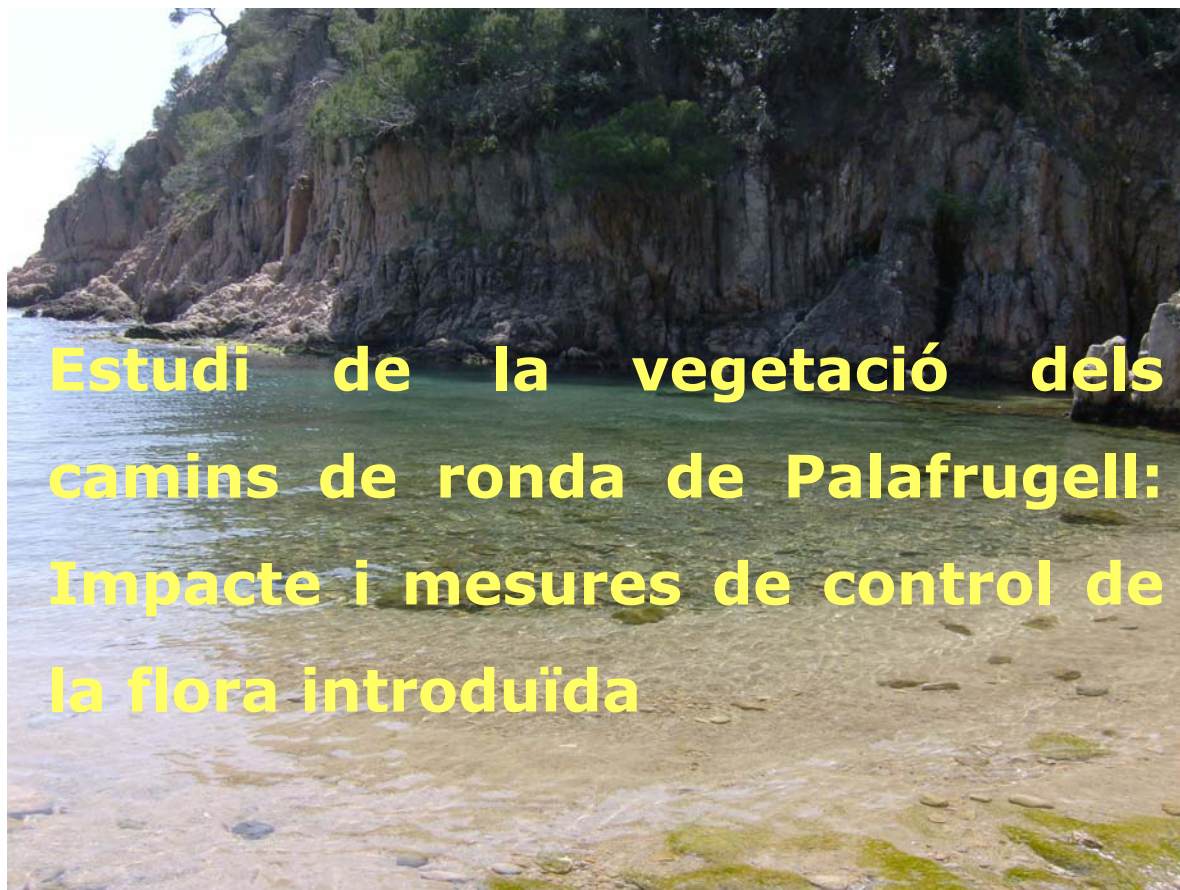 Estudi de la vegetació dels
camins de ronda de Palafrugell:
Impacte i mesures de control de
la flora introduïda